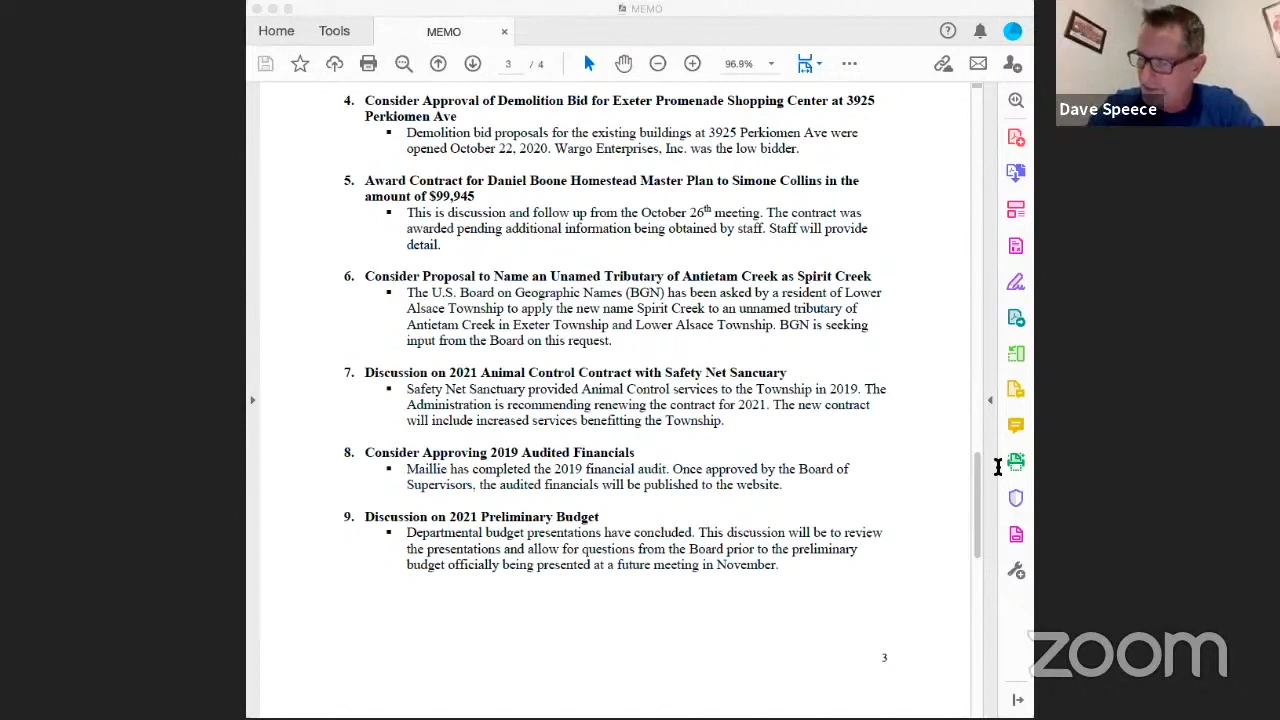 MEMO
Home
Tools
MEMO
×
3 / 4
96.9%
4. Consider Approval of Demolition Bid for Exeter Promenade Shopping Center at 3925
Perkiomen Ave
▪ Demolition bid proposals for the existing buildings at 3925 Perkiomen Ave were
opened October 22, 2020. Wargo Enterprises, Inc. was the low bidder.
5. Award Contract for Daniel Boone Homestead Master Plan to Simone Collins in the
amount of $99,945
▪ This is discussion and follow up from the October 26th meeting. The contract was
awarded pending additional information being obtained by staff. Staff will provide
detail.
6. Consider Proposal to Name an Unamed Tributary of Antietam Creek as Spirit Creek
▪ The U.S. Board on Geographic Names (BGN) has been asked by a resident of Lower
Alsace Township to apply the new name Spirit Creek to an unnamed tributary of
Antietam Creek in Exeter Township and Lower Alsace Township. BGN is seeking
input from the Board on this request.
7. Discussion on 2021 Animal Control Contract with Safety Net Sancuary
▪ Safety Net Sanctuary provided Animal Control services to the Township in 2019. The
Administration is recommending renewing the contract for 2021. The new contract
will include increased services benefitting the Township.
8. Consider Approving 2019 Audited Financials
▪ Maillie has completed the 2019 financial audit. Once approved by the Board of
Supervisors, the audited financials will be published to the website.
9. Discussion on 2021 Preliminary Budget
▪ Departmental budget presentations have concluded. This discussion will be to review
the presentations and allow for questions from the Board prior to the preliminary
budget officially being presented at a future meeting in November.
3
Dave Speece
zoom